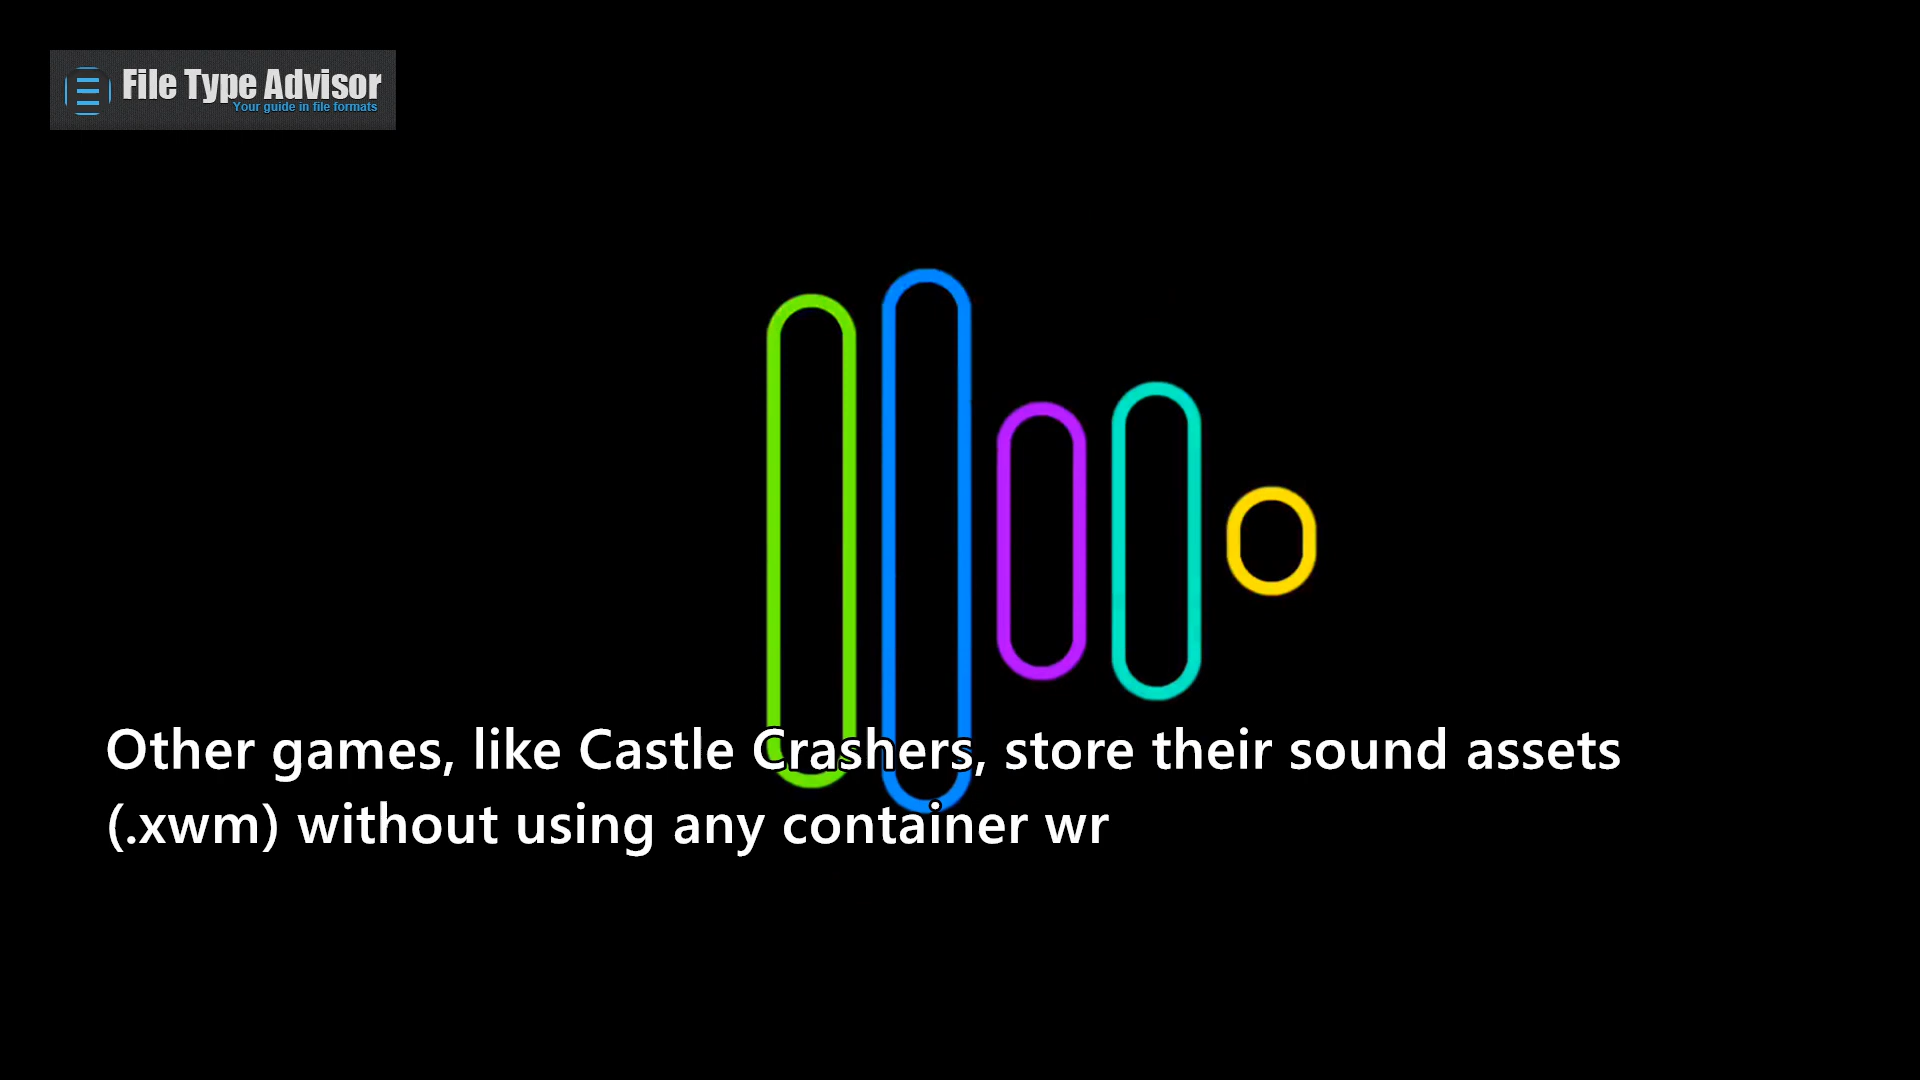 File Type Advisor
Your guide in file formats
Other games, like Castle Crashers, store their sound assets
(.xwm) without using any container wr